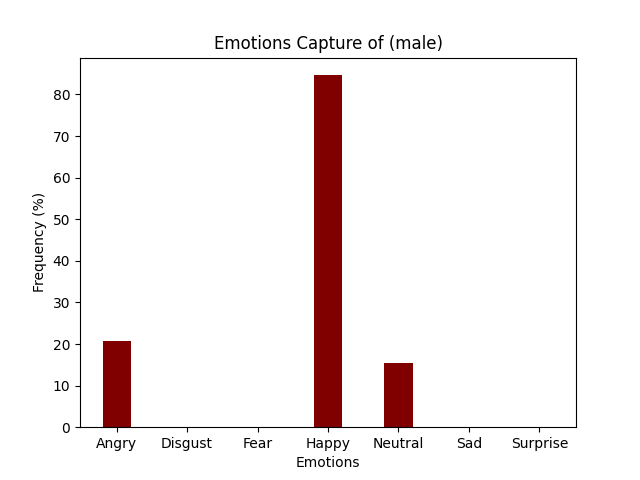 Emotions Capture of (male)
Frequency (%)
80
70
60
50
40
30
20
10
0
Angry Disgust Fear Happy Neutral Sad Surprise
Emotions